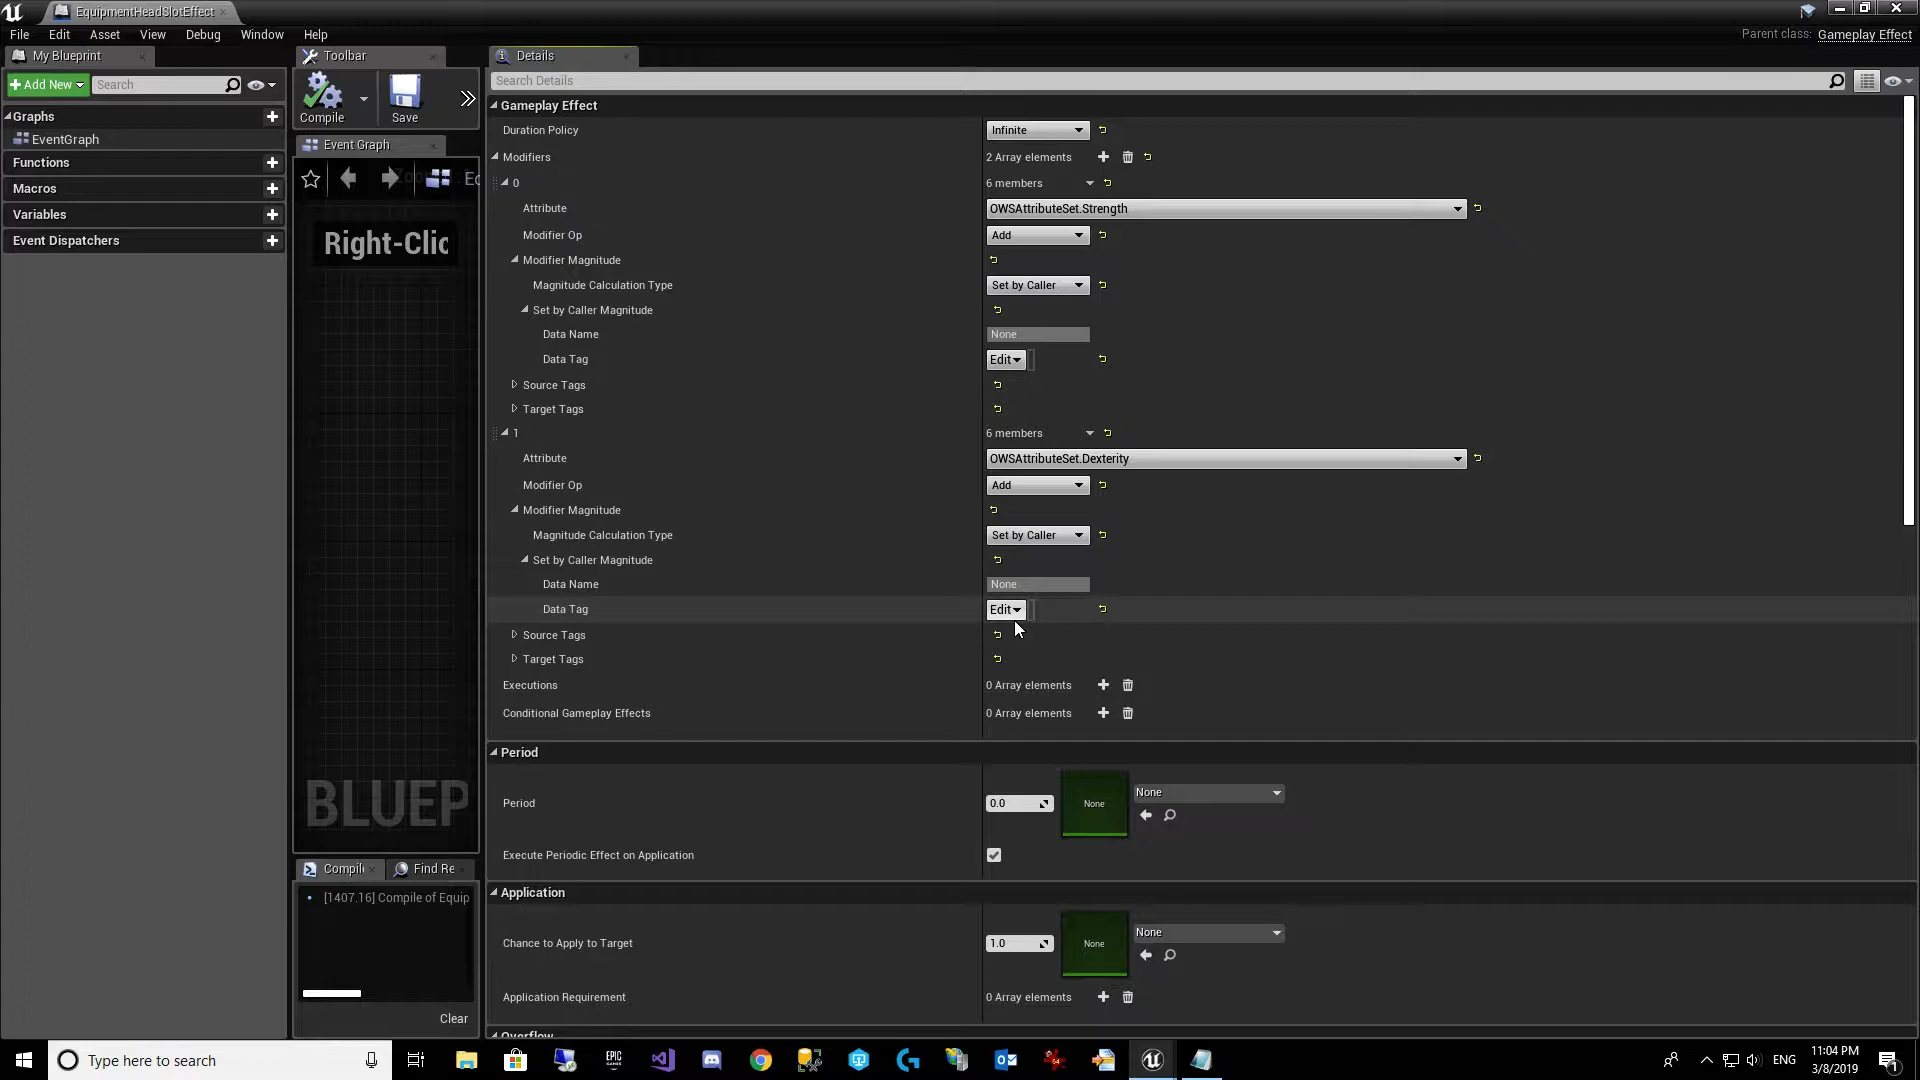 EquipmentHeadSlotEffect
File Edit Asset View Debug Window Help
Parent class: Gameplay Effect
My Blueprint
Toolbar
Details
Add New
Search
Compile
Save
Search Details
Graphs
EventGraph
Functions
Macros
Variables
Event Dispatchers
Event Graph
Right-Clic
BLUEP
Compile
Find Re
[1407.16] Compile of Equip
Clear
Gameplay Effect
Duration Policy Infinite
Modifiers 2 Array elements
0 6 members
Attribute OWSAttributeSet.Strength
Modifier Op Add
Modifier Magnitude
Magnitude Calculation Type Set by Caller
Set by Caller Magnitude
Data Name None
Data Tag Edit
Source Tags
Target Tags
1 6 members
Attribute OWSAttributeSet.Dexterity
Modifier Op Add
Modifier Magnitude
Magnitude Calculation Type Set by Caller
Set by Caller Magnitude
Data Name None
Data Tag Edit
Source Tags
Target Tags
Executions 0 Array elements
Conditional Gameplay Effects 0 Array elements
Period
Period 0.0 None None
Execute Periodic Effect on Application
Application
Chance to Apply to Target 1.0 None None
Application Requirement 0 Array elements
Overflow
Type here to search
EPIC GAMES
ENG
11:04 PM
3/8/2019
1